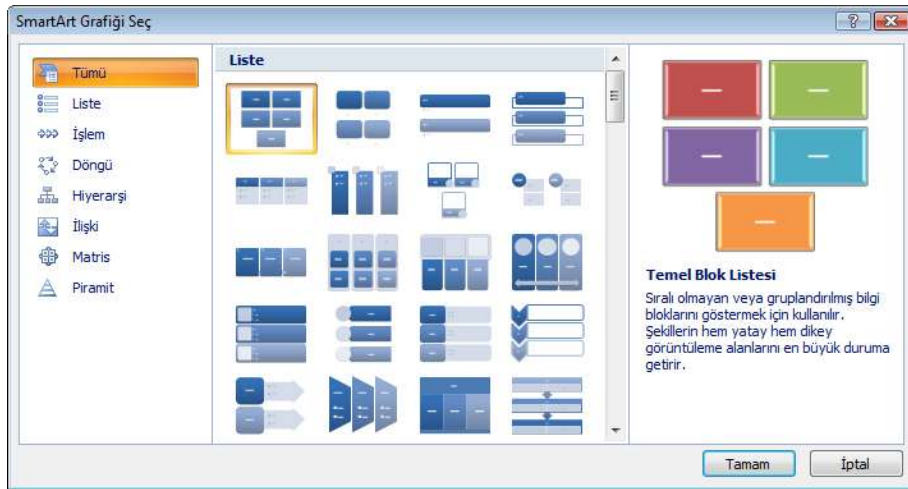 SmartArt Grafiği Seç
Tümü
Liste
İşlem
Döngü
Hiyerarşi
İlişki
Matris
Piramit
Liste
Temel Blok Listesi
Sıralı olmayan veya gruplandırılmış bilgi
bloklarını göstermek için kullanılır.
Şekillerin hem yatay hem dikey
görüntüleme alanlarını en büyük duruma
getirir.
Tamam
İptal